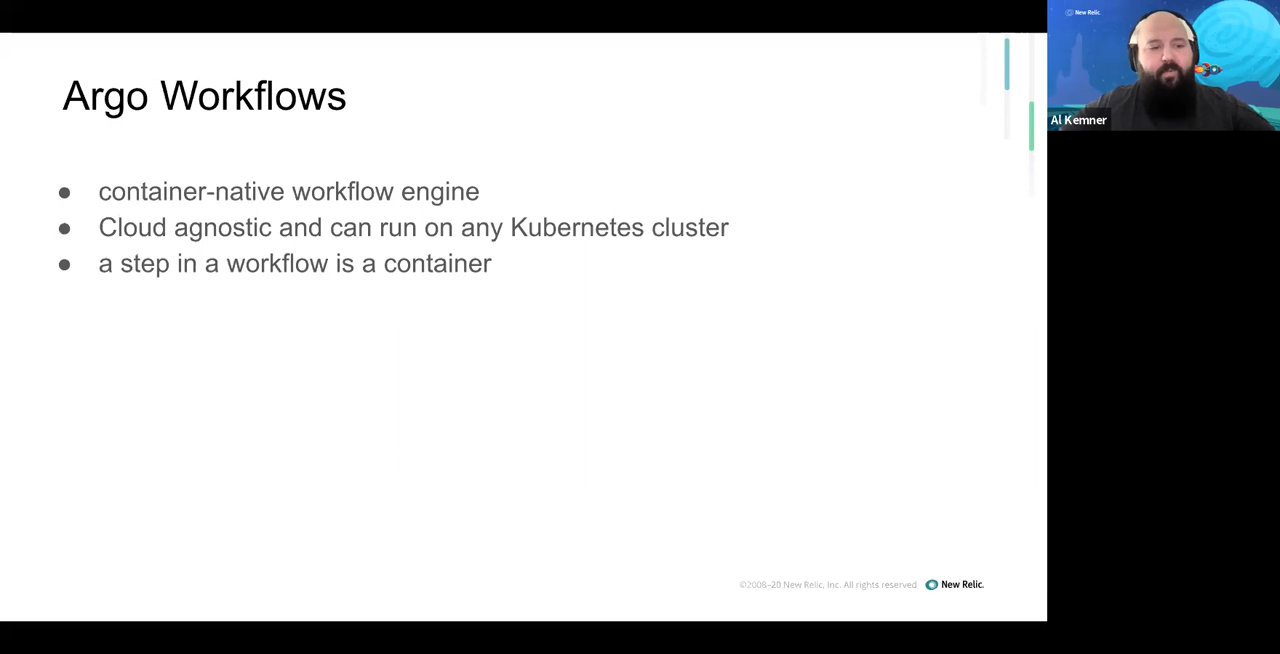 Argo Workflows
● container-native workflow engine
● Cloud agnostic and can run on any Kubernetes cluster
● a step in a workflow is a container
©2008–20 New Relic, Inc. All rights reserved
New Relic.
New Relic.
Al Kemner